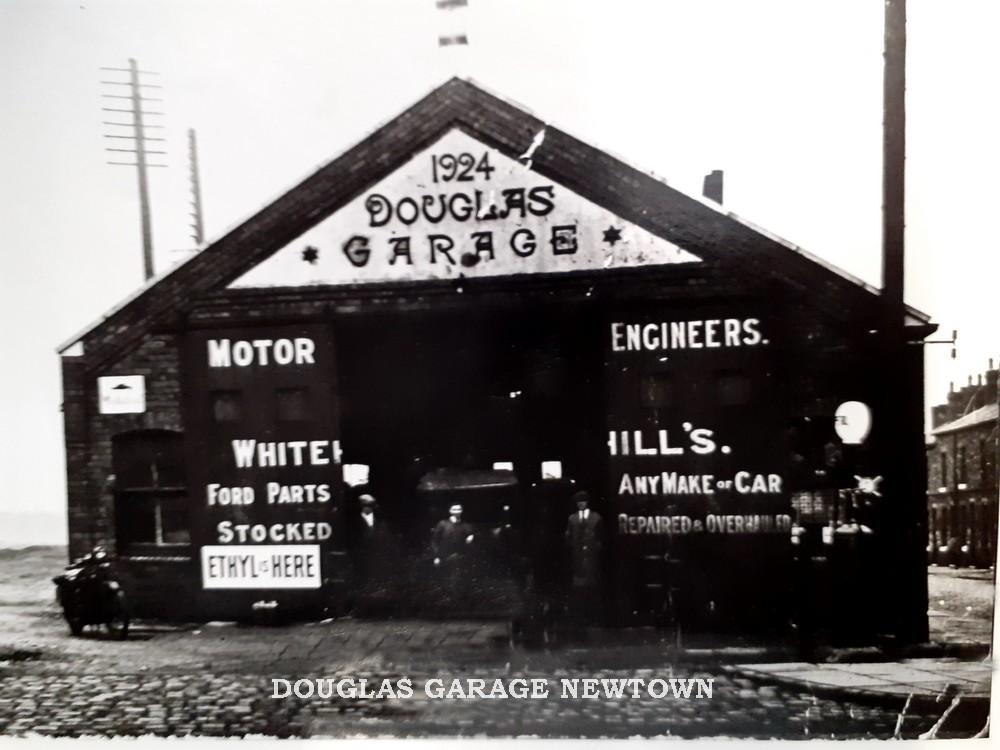 1924
DOUGLAS
GARAGE
MOTOR
ENGINEERS.
WHITEH
HILL'S.
FORD PARTS
STOCKED
ANY MAKE OF CAR
REPAIRED & OVERHAULED
ETHYL IS HERE
DOUGLAS GARAGE NEWTOWN